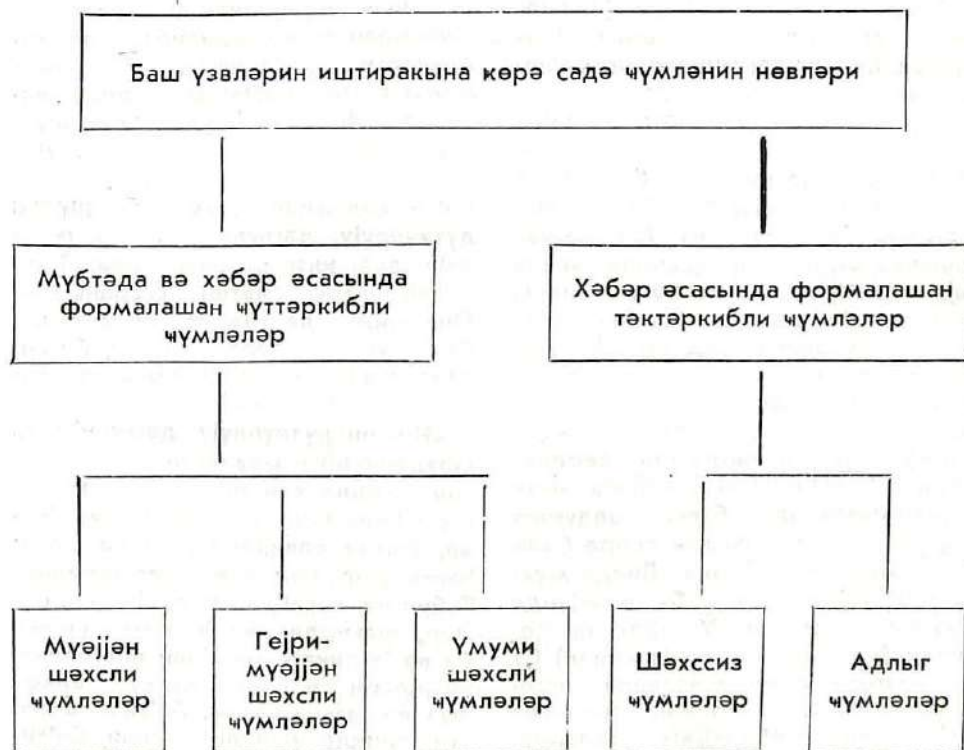 Баш үзвләрин иштиракына көрә садә ҹүмләнин нөвләри
Мүбтәда вә хәбәр әсасында
формалашан ҹүттәркибли
ҹүмләләр
Хәбәр әсасында формалашан
тәктәркибли ҹүмләләр
Мүәјјән
шәхсли
ҹүмләләр
Гејри-
мүәјјән
шәхсли
ҹүмләләр
Үмуми
шәхсли
ҹүмләләр
Шәхссиз
ҹүмләләр
Адлыг
ҹүмләләр